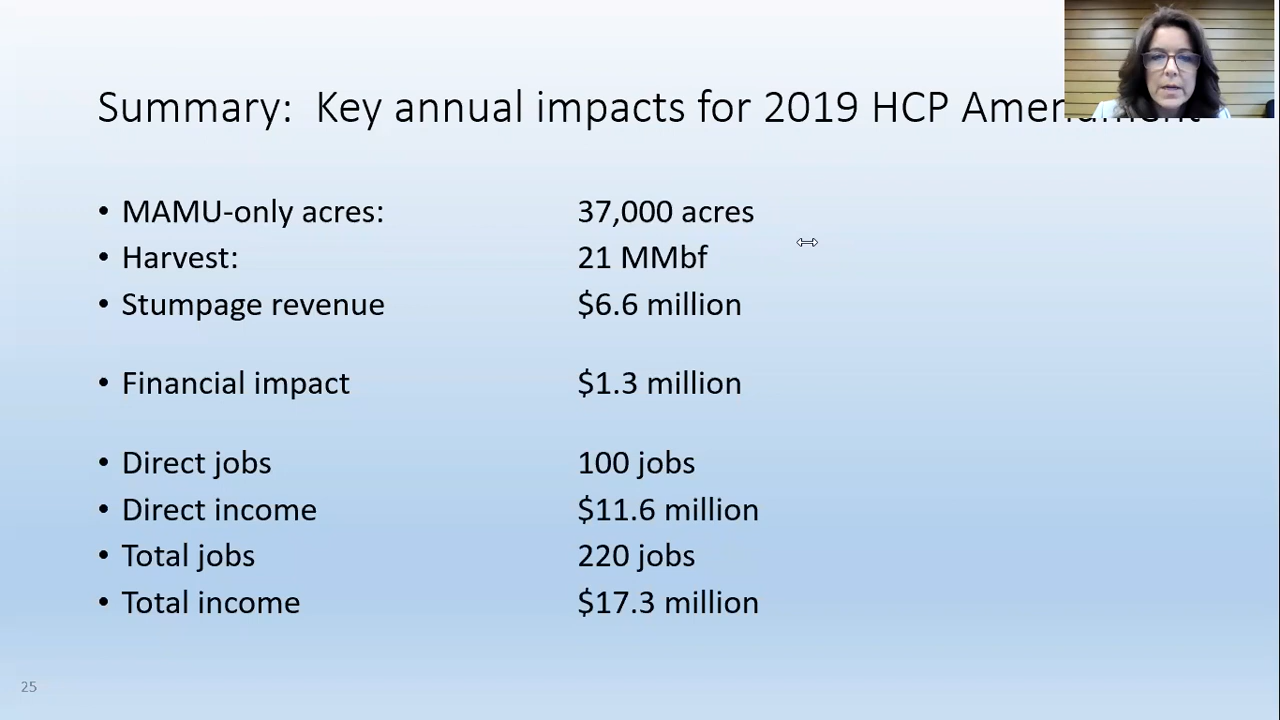 Summary: Key annual impacts for 2019 HCP
• MAMU-only acres: 37,000 acres
• Harvest: 21 MMbf
• Stumpage revenue $6.6 million
• Financial impact $1.3 million
• Direct jobs 100 jobs
• Direct income $11.6 million
• Total jobs 220 jobs
• Total income $17.3 million
25